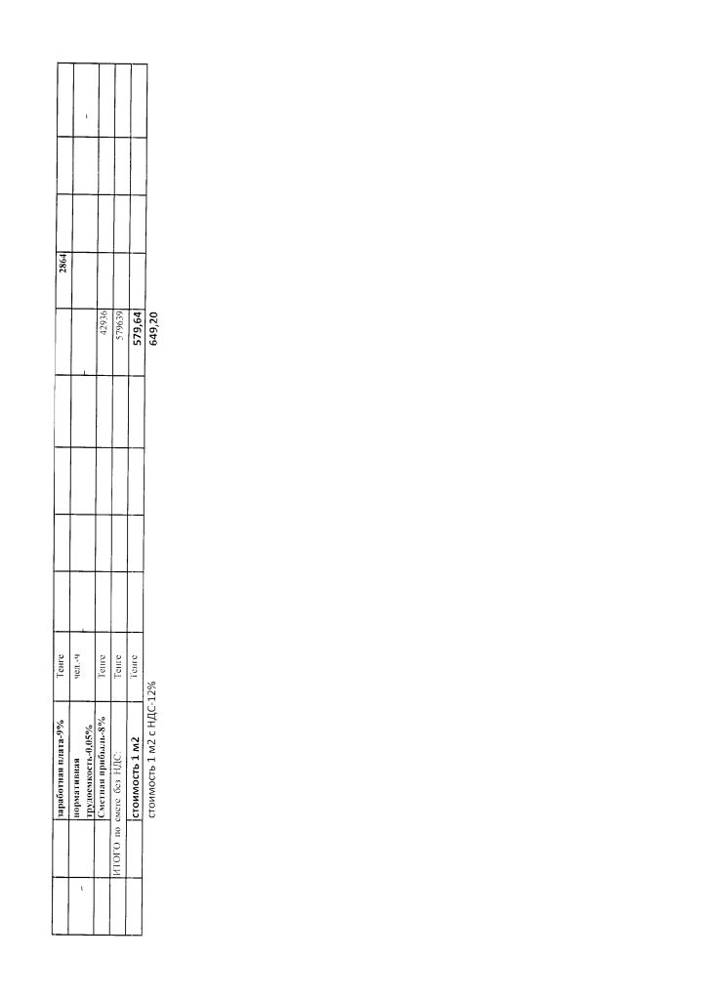 заработная плата-9% Тенге 2864
нормативная
трудоемкость-0,05% чел.-ч
Сметная прибыль-8% Тенге 42936
ИТОГО по смете без НДС: Тенге 579639
стоимость 1 м2 Тенге 579,64
стоимость 1 м2 с НДС-12% 649,20